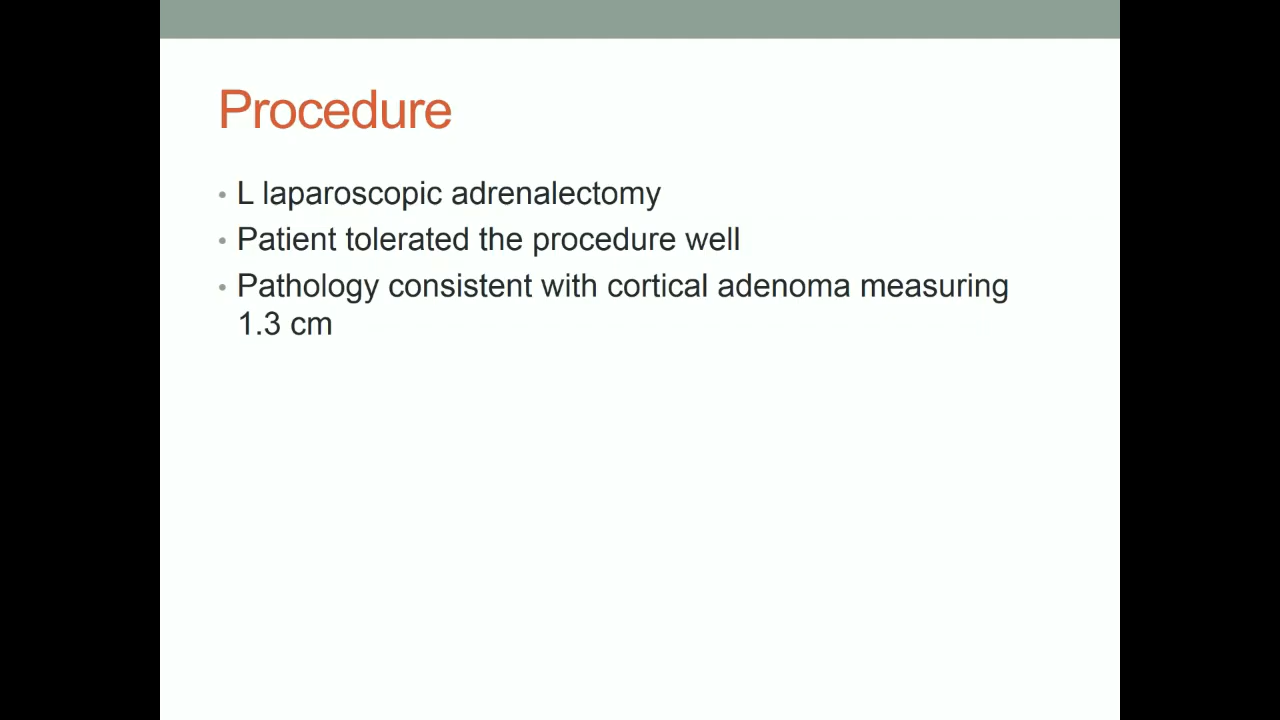 Procedure
• L laparoscopic adrenalectomy
• Patient tolerated the procedure well
• Pathology consistent with cortical adenoma measuring
1.3 cm